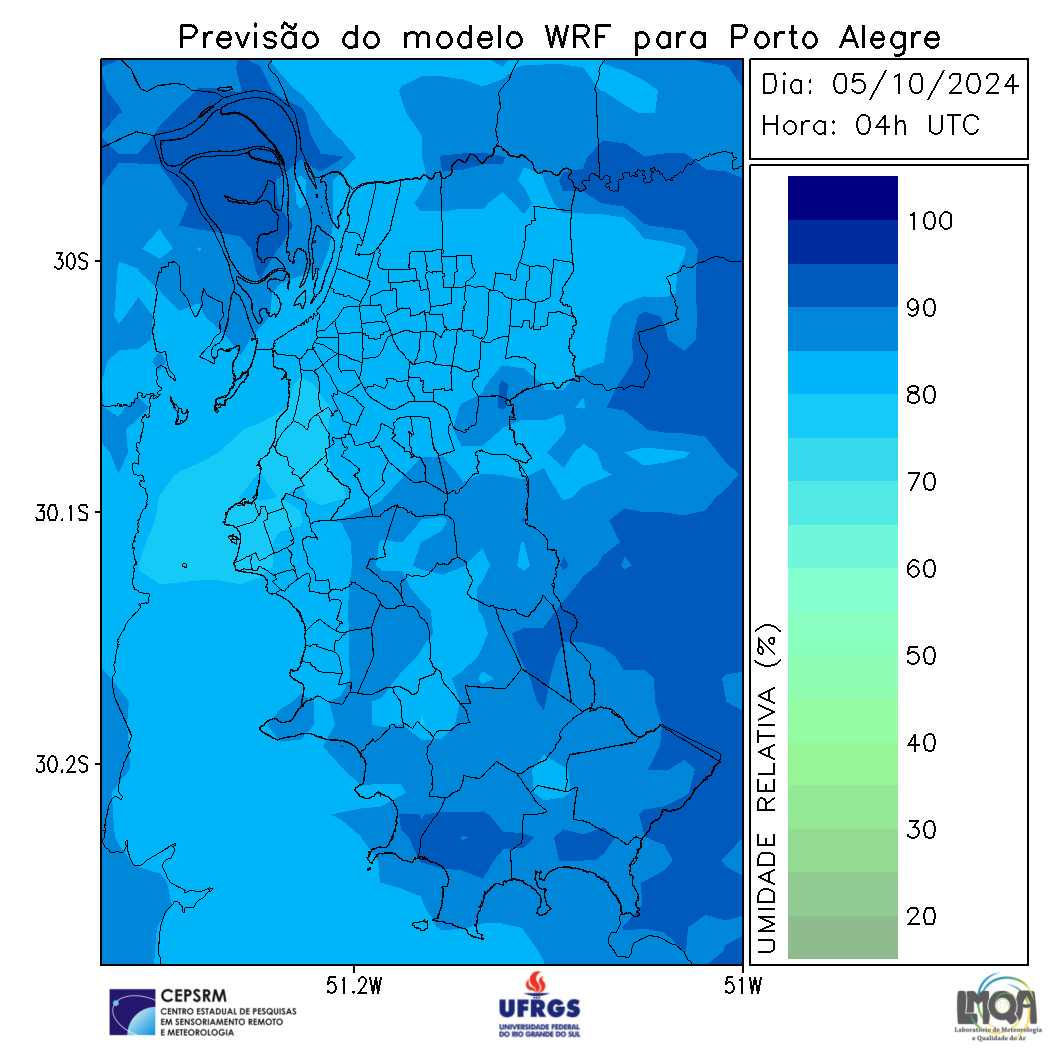 Previsão do modelo WRF para Porto Alegre
Dia: 05/10/2024
Hora: 04h UTC
30S
30.1S
30.2S
51.2W
51W
100
90
80
70
60
50
40
30
20
UMIDADE RELATIVA (%)
CEPSRM
CENTRO ESTADUAL DE PESQUISAS
EM SENSORIAMENTO REMOTO
E METEOROLOGIA
UFRGS
UNIVERSIDADE FEDERAL
DO RIO GRANDE DO SUL
LMQA
Laboratório de Meteorologia
e Qualidade do Ar